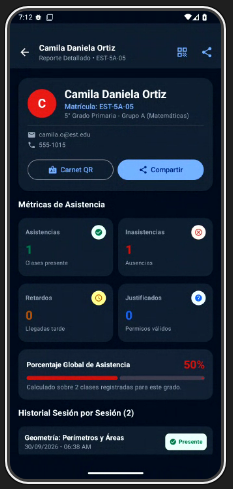 7:12
Camila Daniela Ortiz
Reporte Detallado • EST-5A-05
C
Camila Daniela Ortiz
Matrícula: EST-5A-05
5° Grado Primaria - Grupo A (Matemáticas)
camila.o@est.edu
555-1015
Carnet QR
Compartir
Métricas de Asistencia
Asistencias
1
Clases presente
Inasistencias
1
Ausencias
Retardos
0
Llegadas tarde
Justificados
0
Permisos válidos
Porcentaje Global de Asistencia
50%
Calculado sobre 2 clases registradas para este grado.
Historial Sesión por Sesión (2)
Geometría: Perímetros y Áreas
30/09/2026 - 06:38 AM
Presente